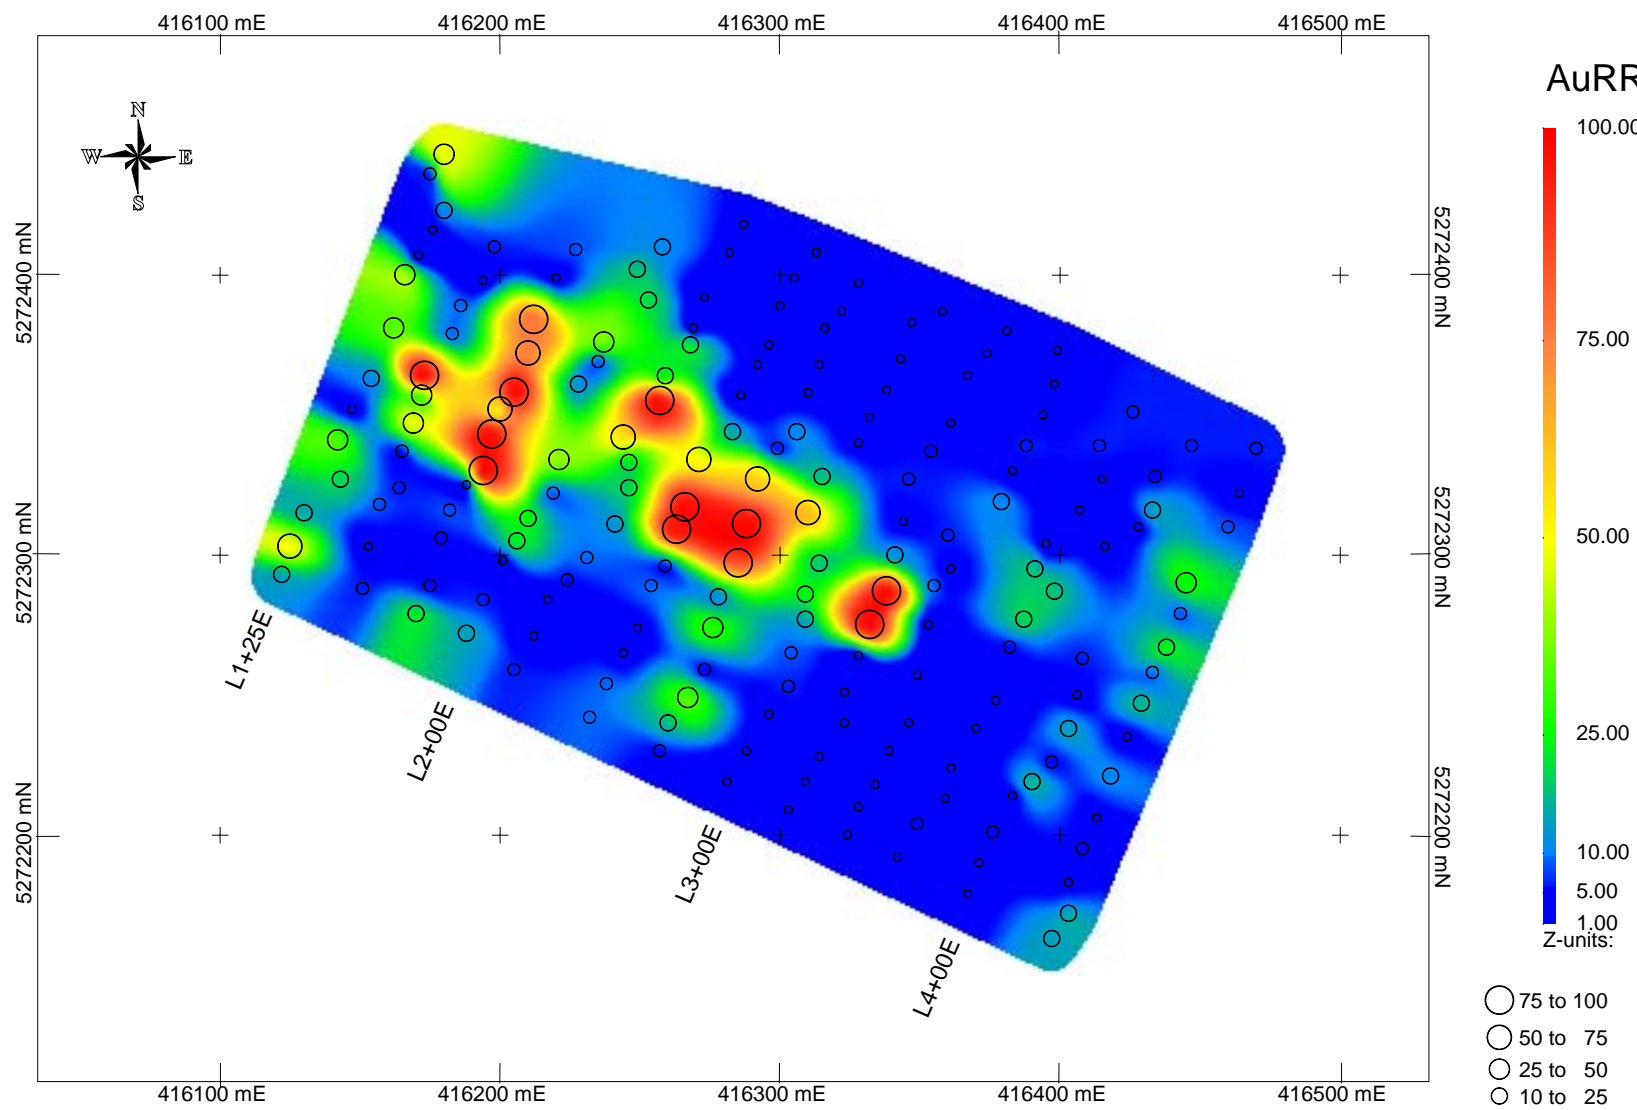 416100 mE 416200 mE 416300 mE 416400 mE 416500 mE
N
W E
S
5272400 mN
5272300 mN
5272200 mN
5272400 mN
5272300 mN
5272200 mN
L1+25E
L2+00E
L3+00E
L4+00E
416100 mE 416200 mE 416300 mE 416400 mE 416500 mE
AuRR
100.00
75.00
50.00
25.00
10.00
5.00
1.00
Z-units:
75 to 100
50 to 75
25 to 50
10 to 25